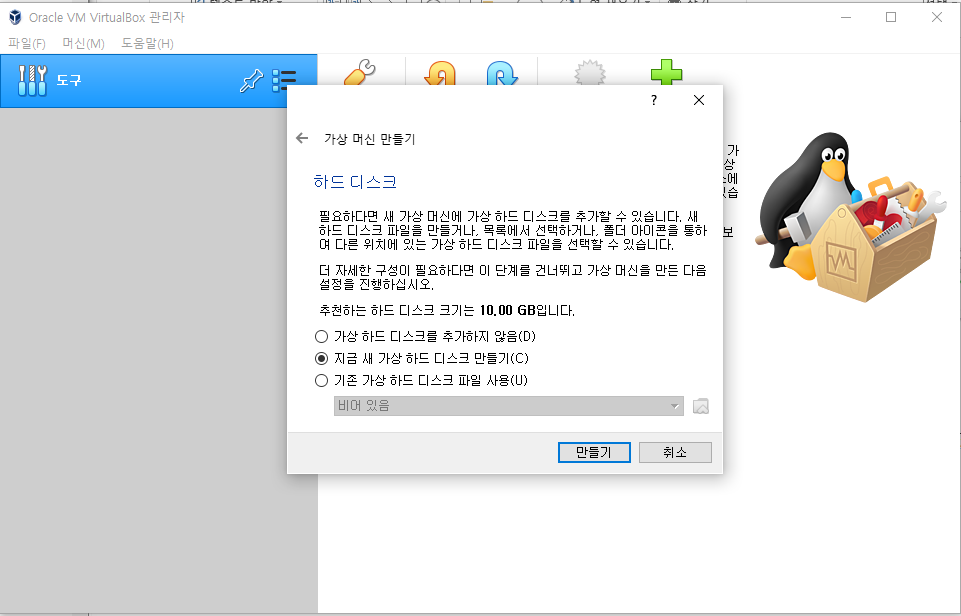 Oracle VM VirtualBox 관리자
파일(F) 머신(M) 도움말(H)
도구
?
가상 머신 만들기
하드 디스크
필요하다면 새 가상 머신에 가상 하드 디스크를 추가할 수 있습니다. 새
하드 디스크 파일을 만들거나, 목록에서 선택하거나, 폴더 아이콘을 통하
여 다른 위치에 있는 가상 하드 디스크 파일을 선택할 수 있습니다.
더 자세한 구성이 필요하다면 이 단계를 건너뛰고 가상 머신을 만든 다음
설정을 진행하십시오.
추천하는 하드 디스크 크기는 10.00 GB입니다.
가상 하드 디스크를 추가하지 않음(D)
지금 새 가상 하드 디스크 만들기(C)
기존 가상 하드 디스크 파일 사용(U)
비어 있음
만들기 취소
가
상
보